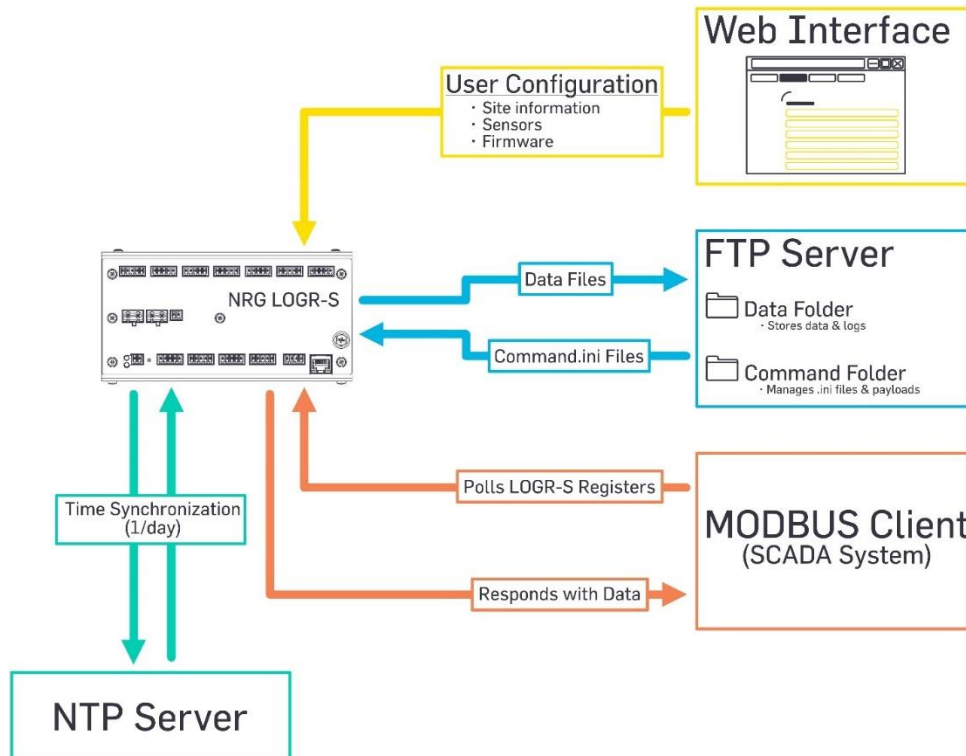 Web Interface
User Configuration
· Site information
· Sensors
· Firmware
NRG LOGR-S
Data Files
Command.ini Files
FTP Server
Data Folder
· Stores data & logs
Command Folder
· Manages .ini files & payloads
Polls LOGR-S Registers
Responds with Data
MODBUS Client
(SCADA System)
Time Synchronization
(1/day)
NTP Server